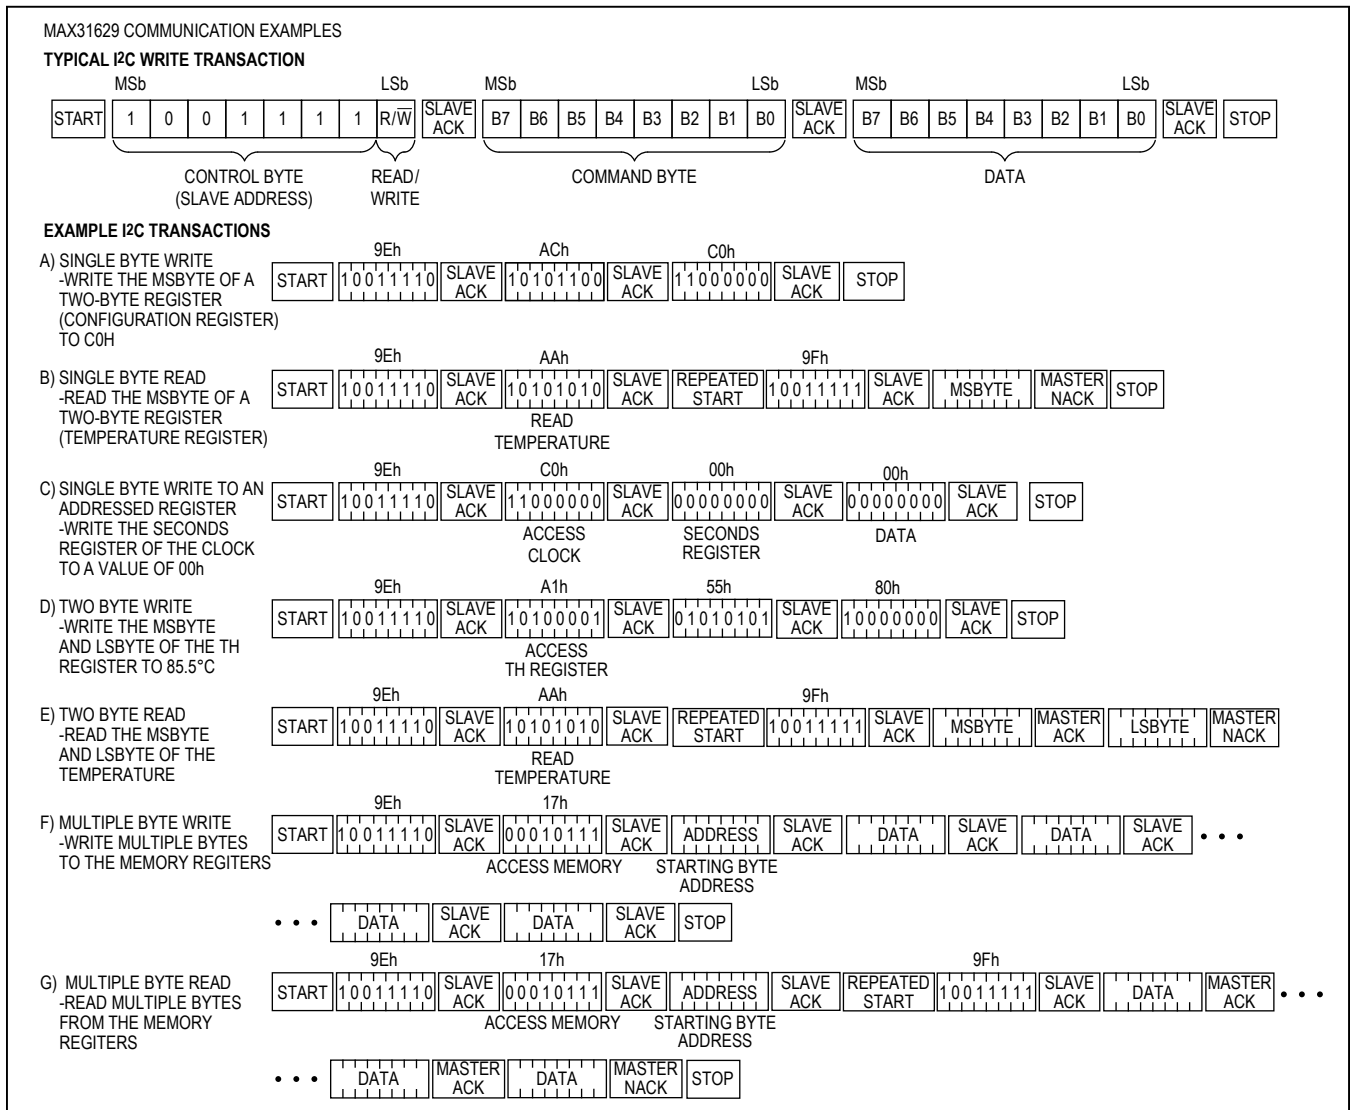 MAX31629 COMMUNICATION EXAMPLES
TYPICAL I2C WRITE TRANSACTION
MSb LSb MSb LSb MSb LSb
START 1 0 0 1 1 1 1 R/W SLAVE ACK B7 B6 B5 B4 B3 B2 B1 B0 SLAVE ACK B7 B6 B5 B4 B3 B2 B1 B0 SLAVE ACK STOP
CONTROL BYTE READ/ COMMAND BYTE DATA
(SLAVE ADDRESS) WRITE
EXAMPLE I2C TRANSACTIONS
9Eh ACh C0h
A) SINGLE BYTE WRITE
-WRITE THE MSBYTE OF A
TWO-BYTE REGISTER
(CONFIGURATION REGISTER)
TO C0H
START 10011110 SLAVE ACK 10101100 SLAVE ACK 11000000 SLAVE ACK STOP
9Eh AAh 9Fh
B) SINGLE BYTE READ
-READ THE MSBYTE OF A
TWO-BYTE REGISTER
(TEMPERATURE REGISTER)
START 10011110 SLAVE ACK 10101010 SLAVE ACK REPEATED START 10011111 SLAVE ACK MSBYTE MASTER NACK STOP
READ
TEMPERATURE
9Eh C0h 00h 00h
C) SINGLE BYTE WRITE TO AN
ADDRESSED REGISTER
-WRITE THE SECONDS
REGISTER OF THE CLOCK
TO A VALUE OF 00h
START 10011110 SLAVE ACK 11000000 SLAVE ACK 00000000 SLAVE ACK 00000000 SLAVE ACK STOP
ACCESS SECONDS DATA
CLOCK REGISTER
9Eh A1h 55h 80h
D) TWO BYTE WRITE
-WRITE THE MSBYTE
AND LSBYTE OF THE TH
REGISTER TO 85.5°C
START 10011110 SLAVE ACK 10100001 SLAVE ACK 01010101 SLAVE ACK 10000000 SLAVE ACK STOP
ACCESS
TH REGISTER
9Eh AAh 9Fh
E) TWO BYTE READ
-READ THE MSBYTE
AND LSBYTE OF THE
TEMPERATURE
START 10011110 SLAVE ACK 10101010 SLAVE ACK REPEATED START 10011111 SLAVE ACK MSBYTE MASTER ACK LSBYTE MASTER NACK
READ
TEMPERATURE
9Eh 17h
F) MULTIPLE BYTE WRITE
-WRITE MULTIPLE BYTES
TO THE MEMORY REGITERS
START 10011110 SLAVE ACK 00010111 SLAVE ACK ADDRESS SLAVE ACK DATA SLAVE ACK DATA SLAVE ACK • • •
ACCESS MEMORY STARTING BYTE
ADDRESS
• • • DATA SLAVE ACK DATA SLAVE ACK STOP
9Eh 17h 9Fh
G) MULTIPLE BYTE READ
-READ MULTIPLE BYTES
FROM THE MEMORY
REGITERS
START 10011110 SLAVE ACK 00010111 SLAVE ACK ADDRESS SLAVE ACK REPEATED START 10011111 SLAVE ACK DATA MASTER ACK • • •
ACCESS MEMORY STARTING BYTE
ADDRESS
• • • DATA MASTER ACK DATA MASTER NACK STOP